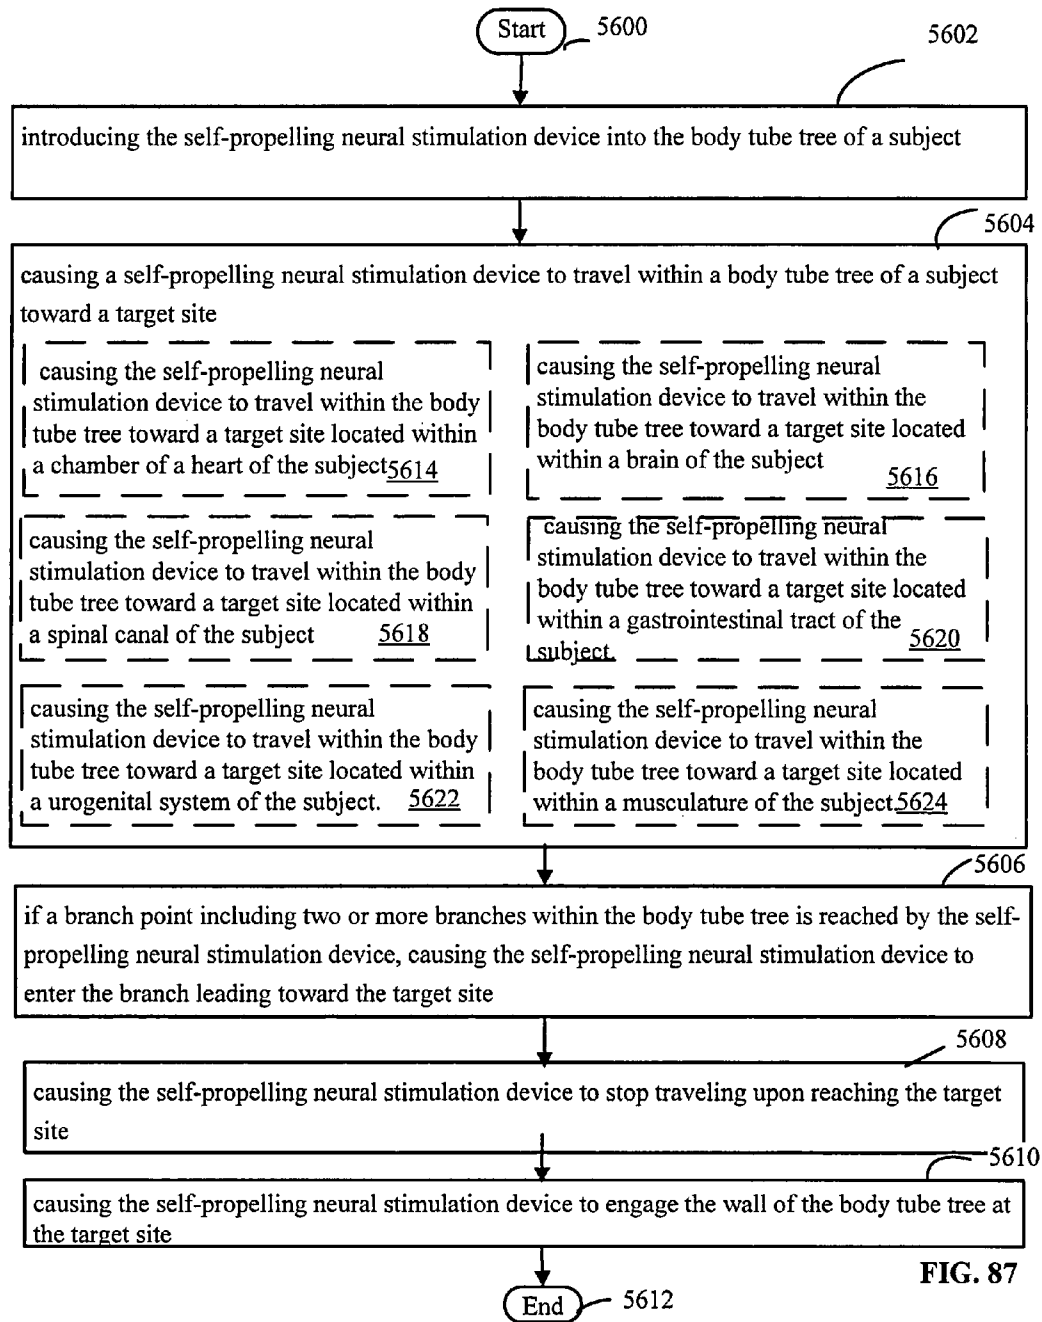 Start
5600
5602
introducing the self-propelling neural stimulation device into the body tube tree of a subject
5604
causing a self-propelling neural stimulation device to travel within a body tube tree of a subject
toward a target site
causing the self-propelling neural
stimulation device to travel within the body
tube tree toward a target site located within
a chamber of a heart of the subject 5614
causing the self-propelling neural
stimulation device to travel within the
body tube tree toward a target site located
within a brain of the subject
5616
causing the self-propelling neural
stimulation device to travel within the body
tube tree toward a target site located within
a spinal canal of the subject 5618
causing the self-propelling neural
stimulation device to travel within the
body tube tree toward a target site located
within a gastrointestinal tract of the
subject.
5620
causing the self-propelling neural
stimulation device to travel within the body
tube tree toward a target site located within
a urogenital system of the subject. 5622
causing the self-propelling neural
stimulation device to travel within the
body tube tree toward a target site located
within a musculature of the subject 5624
5606
if a branch point including two or more branches within the body tube tree is reached by the self-
propelling neural stimulation device, causing the self-propelling neural stimulation device to
enter the branch leading toward the target site
5608
causing the self-propelling neural stimulation device to stop traveling upon reaching the target
site
5610
causing the self-propelling neural stimulation device to engage the wall of the body tube tree at
the target site
FIG. 87
End
5612